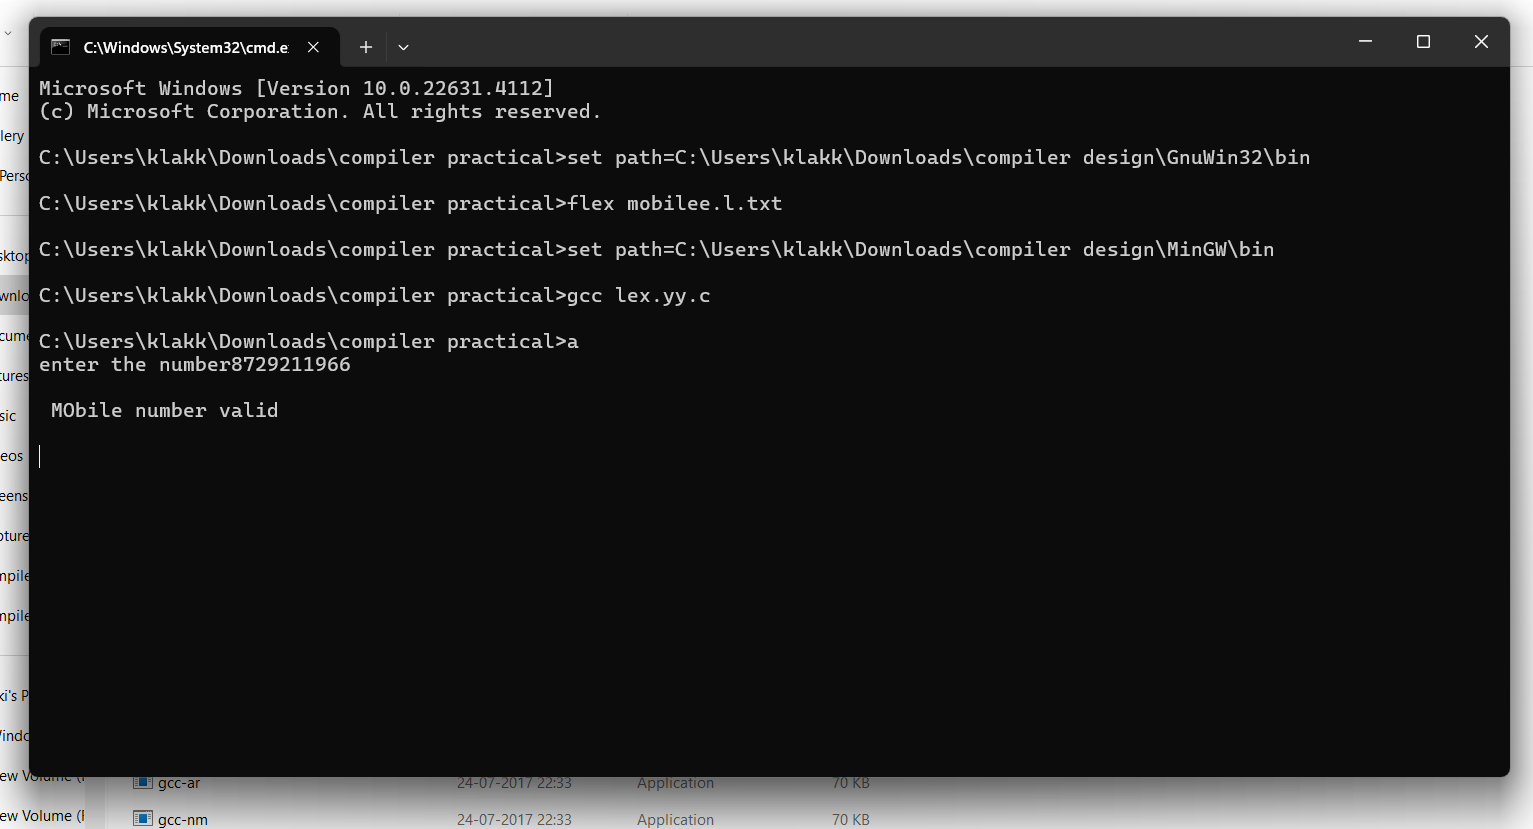 C:\Windows\System32\cmd.e
Microsoft Windows [Version 10.0.22631.4112]
(c) Microsoft Corporation. All rights reserved.
C:\Users\klakk\Downloads\compiler practical>set path=C:\Users\klakk\Downloads\compiler design\GnuWin32\bin
C:\Users\klakk\Downloads\compiler practical>flex mobilee.l.txt
C:\Users\klakk\Downloads\compiler practical>set path=C:\Users\klakk\Downloads\compiler design\MinGW\bin
C:\Users\klakk\Downloads\compiler practical>gcc lex.yy.c
C:\Users\klakk\Downloads\compiler practical>a
enter the number8729211966
MObile number valid
me
lery
Perso
sktop
wnlo
cume
tures
sic
eos
eens
pture
mpile
mpile
ki's P
Windo
ew Volume (
gcc-ar 24-07-2017 22:33 Application 70 KB
ew Volume (
gcc-nm 24-07-2017 22:33 Application 70 KB